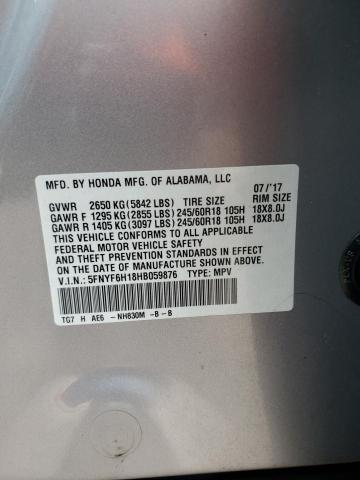 MFD. BY HONDA MFG. OF ALABAMA, LLC 07/'17
GVWR 2650 KG (5842 LBS) TIRE SIZE RIM SIZE
GAWR F 1295 KG (2855 LBS) 245/60R18 105H 18X8.0J
GAWR R 1405 KG (3097 LBS) 245/60R18 105H 18X8.0J
THIS VEHICLE CONFORMS TO ALL APPLICABLE
FEDERAL MOTOR VEHICLE SAFETY
AND THEFT PREVENTION STANDARDS IN EFFECT ON
THE DATE OF MANUFACTURE SHOWN ABOVE.
V.I.N.: 5FNYF6H18HB059876 TYPE: MPV
TG7 H AE6 - NH830M -B - B